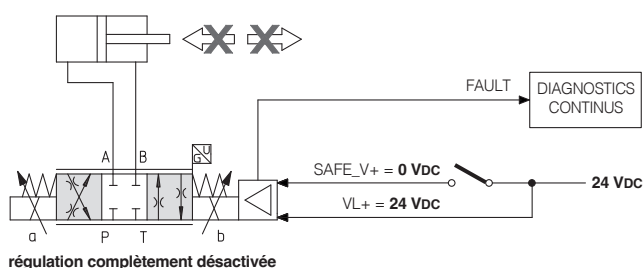 FAULT
DIAGNOSTICS
CONTINUS
A B
U
G
SAFE_V+ = 0 VDC
24 VDC
VL+ = 24 VDC
a
P T
b
régulation complètement désactivée